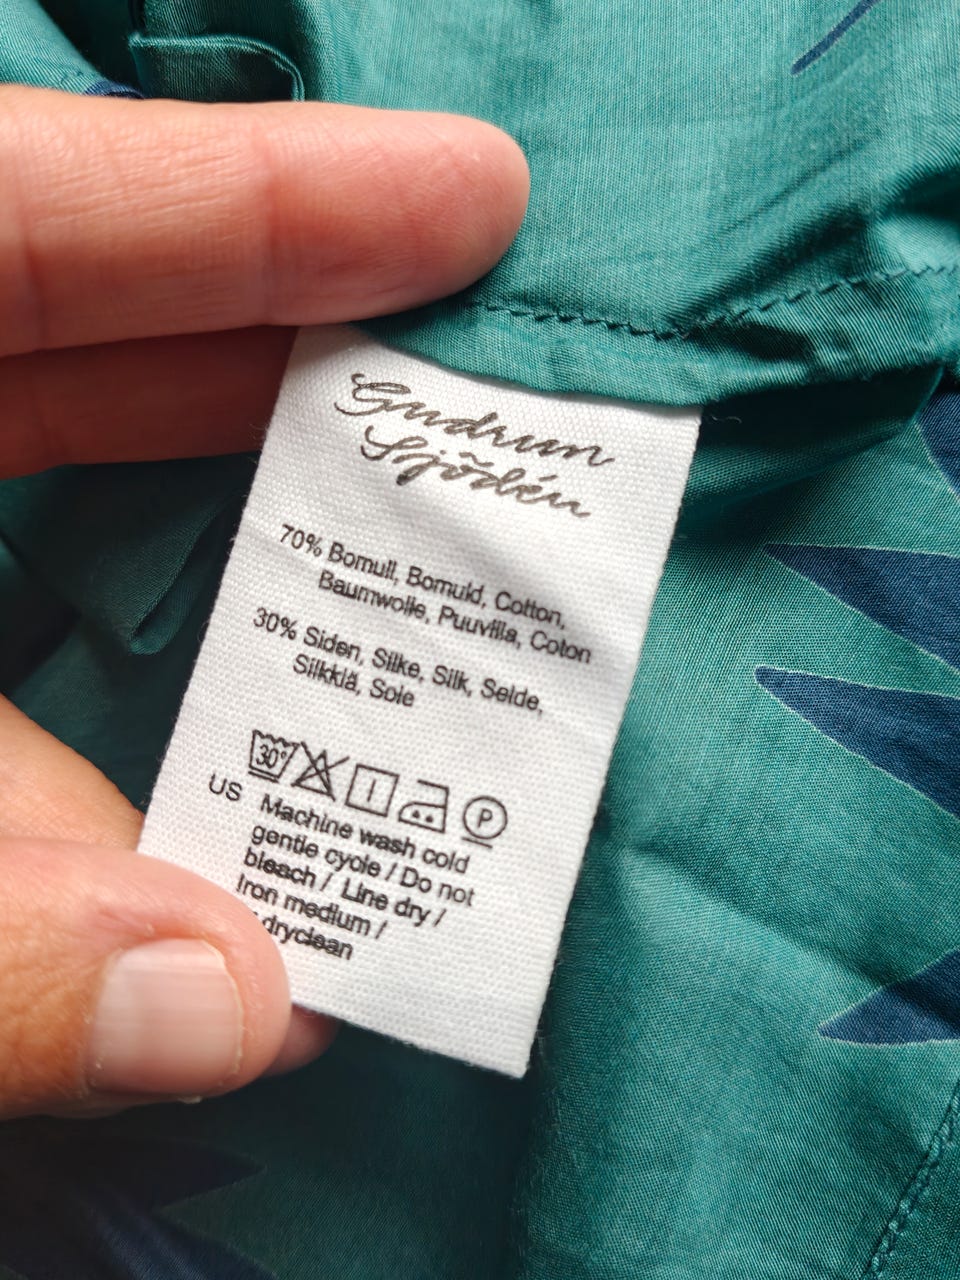 Gudrun
Sjödén
70% Bomull, Bomuld, Cotton,
Baumwolle, Puuvilla, Coton
30% Siden, Silke, Silk, Seide,
Silkkiä, Soie
30° P
US Machine wash cold
gentle cycle / Do not
bleach / Line dry /
Iron medium /
dryclean